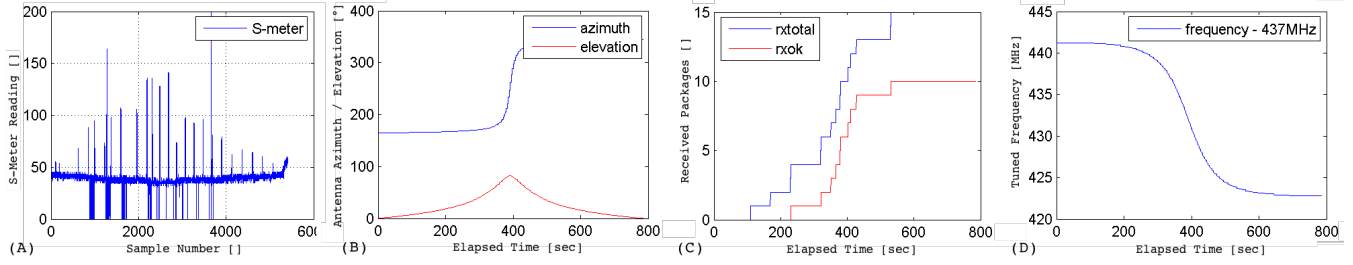 S-Meter Reading []
200
150
100
50
0
S-meter
0
2000
4000
6000
Sample Number []
(A)
Antenna Azimuth / Elevation [°]
400
300
200
100
0
azimuth
elevation
0
200
400
600
800
Elapsed Time [sec]
(B)
Received Packages []
15
10
5
0
rxtotal
rxok
0
200
400
600
800
Elapsed Time [sec]
(C)
Tuned Frequency [MHz]
445
440
435
430
425
420
frequency - 437MHz
0
200
400
600
800
Elapsed Time [sec]
(D)